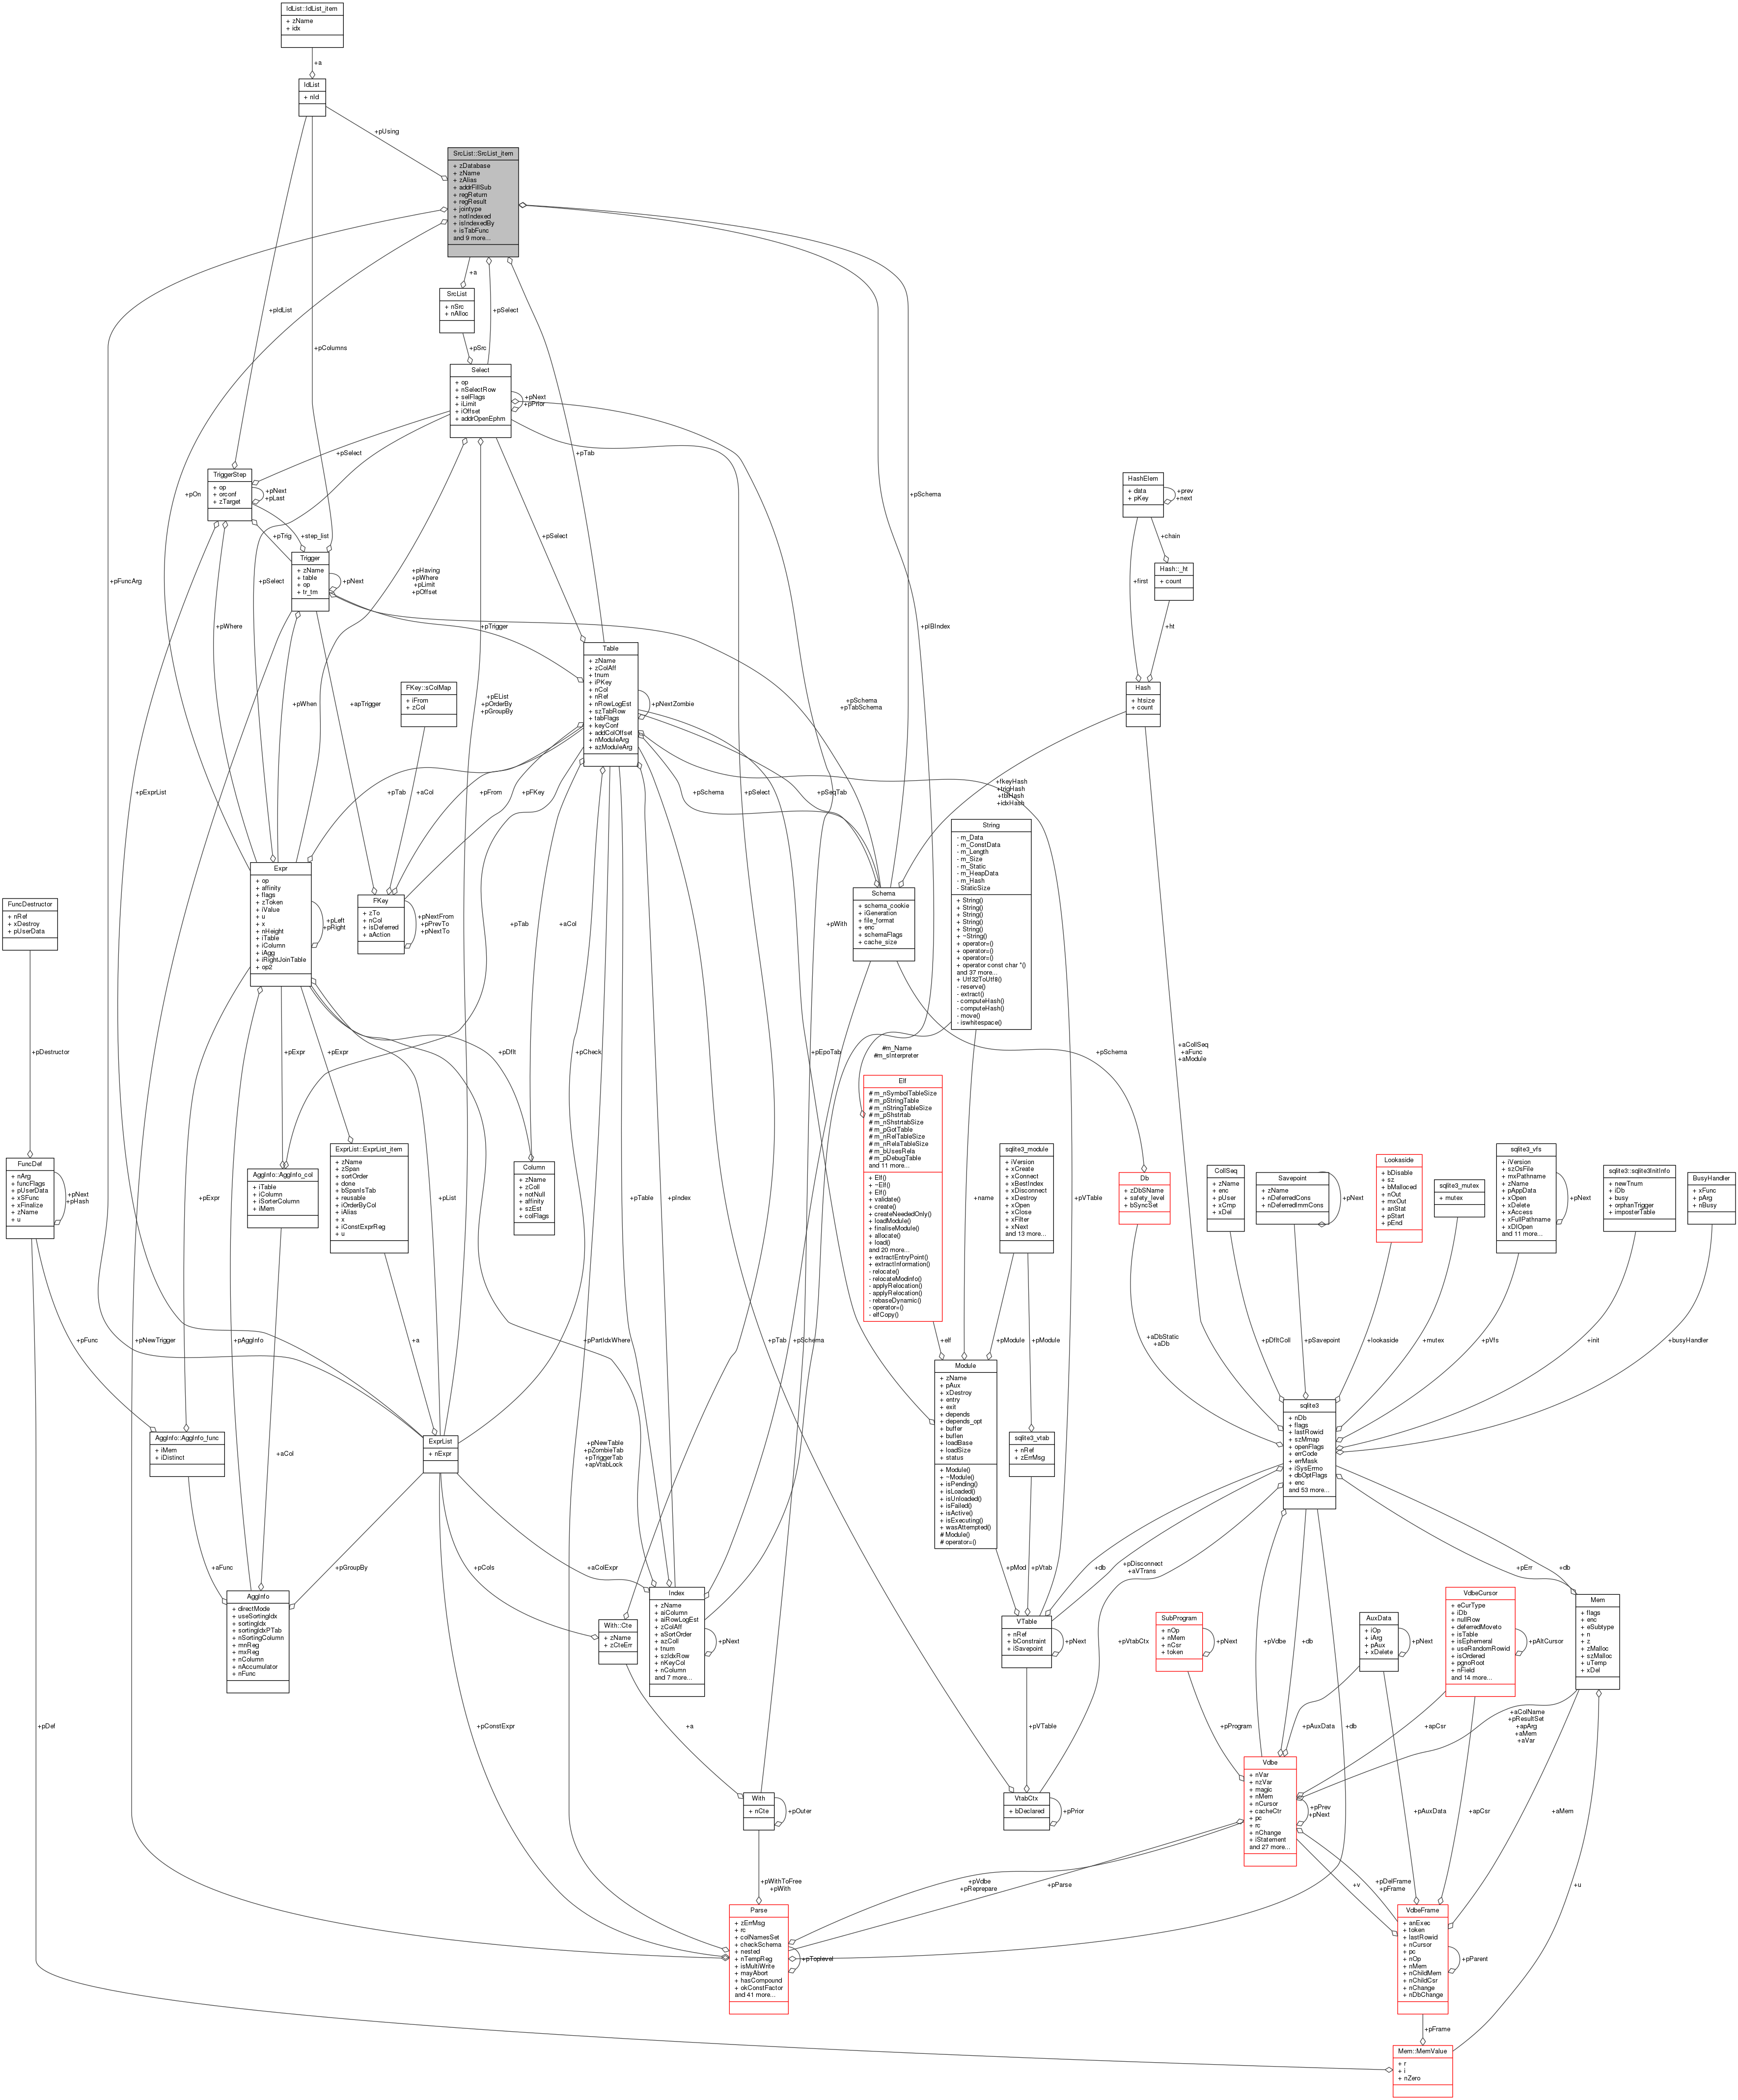 IdList::IdList_item
+ zName
+ idx
+a
IdList
+ nId
+pUsing
SrcList::SrcList_item
+ zDatabase
+ zName
+ zAlias
+ addrFillSub
+ regReturn
+ regResult
+ jointype
+ notIndexed
+ isIndexedBy
+ isTabFunc
and 9 more...
+a
SrcList
+ nSrc
+ nAlloc
+pSelect
+pIdList
+pColumns
+pSrc
Select
+ op
+ nSelectRow
+ selFlags
+ iLimit
+ iOffset
+ addrOpenEphm
+pNext
+pPrior
+pTab
+pSelect
+pSchema
TriggerStep
+ op
+ orconf
+ zTarget
+pNext
+pLast
+pOn
+pTrig
+step_list
+pSelect
HashElem
+ data
+ pKey
+prev
+next
+chain
Trigger
+ zName
+ table
+ op
+ tr_tm
+pNext
+pFuncArg
+pSelect
+pHaving
+pWhere
+pLimit
+pOffset
+first
Hash::_ht
+ count
+ht
+pWhere
+pTrigger
+pIBIndex
Table
+ zName
+ zColAff
+ tnum
+ iPKey
+ nCol
+ nRef
+ nRowLogEst
+ szTabRow
+ tabFlags
+ keyConf
+ addColOffset
+ nModuleArg
+ azModuleArg
+pNextZombie
FKey::sColMap
+ iFrom
+ zCol
+pWhen
+apTrigger
+pEList
+pOrderBy
+pGroupBy
+pSchema
+pTabSchema
Hash
+ htsize
+ count
+pExprList
+pTab
+aCol
+pFrom
+pFKey
+pSchema
+pSelect
+pSeqTab
+fkeyHash
+trigHash
+tblHash
+idxHash
String
- m_Data
- m_ConstData
- m_Length
- m_Size
- m_Static
- m_HeapData
- m_Hash
- StaticSize
+ String()
+ String()
+ String()
+ String()
+ String()
+ ~String()
+ operator=()
+ operator=()
+ operator=()
+ operator const char *()
and 37 more...
+ Utf32ToUtf8()
- reserve()
- extract()
- computeHash()
- computeHash()
- move()
- iswhitespace()
Expr
+ op
+ affinity
+ flags
+ zToken
+ iValue
+ u
+ x
+ nHeight
+ iTable
+ iColumn
+ iAgg
+ iRightJoinTable
+ op2
+pLeft
+pRight
FKey
+ zTo
+ nCol
+ isDeferred
+ aAction
+pNextFrom
+pPrevTo
+pNextTo
+pTab
+aCol
+pWith
Schema
+ schema_cookie
+ iGeneration
+ file_format
+ enc
+ schemaFlags
+ cache_size
FuncDestructor
+ nRef
+ xDestroy
+ pUserData
+pDestructor
+pExpr
+pExpr
+pDflt
+pCheck
+pEpoTab
#m_Name
#m_sInterpreter
+pSchema
+aCollSeq
+aFunc
+aModule
Elf
# m_nSymbolTableSize
# m_pStringTable
# m_nStringTableSize
# m_pShstrtab
# m_nShstrtabSize
# m_pGotTable
# m_nRelTableSize
# m_nRelaTableSize
# m_bUsesRela
# m_pDebugTable
and 11 more...
+ Elf()
+ ~Elf()
+ Elf()
+ validate()
+ create()
+ createNeededOnly()
+ loadModule()
+ finaliseModule()
+ allocate()
+ load()
and 20 more...
+ extractEntryPoint()
+ extractInformation()
- relocate()
- relocateModinfo()
- applyRelocation()
- applyRelocation()
- rebaseDynamic()
- operator=()
- elfCopy()
FuncDef
+ nArg
+ funcFlags
+ pUserData
+ xSFunc
+ xFinalize
+ zName
+ u
+pNext
+pHash
+pExpr
AggInfo::AggInfo_col
+ iTable
+ iColumn
+ iSorterColumn
+ iMem
ExprList::ExprList_item
+ zName
+ zSpan
+ sortOrder
+ done
+ bSpanIsTab
+ reusable
+ iOrderByCol
+ iAlias
+ x
+ iConstExprReg
+ u
+pList
Column
+ zName
+ zColl
+ notNull
+ affinity
+ szEst
+ colFlags
+pTable
+pIndex
+name
sqlite3_module
+ iVersion
+ xCreate
+ xConnect
+ xBestIndex
+ xDisconnect
+ xDestroy
+ xOpen
+ xClose
+ xFilter
+ xNext
and 13 more...
+pVTable
Db
+ zDbSName
+ safety_level
+ bSyncSet
CollSeq
+ zName
+ enc
+ pUser
+ xCmp
+ xDel
Savepoint
+ zName
+ nDeferredCons
+ nDeferredImmCons
+pNext
Lookaside
+ bDisable
+ sz
+ bMalloced
+ nOut
+ mxOut
+ anStat
+ pStart
+ pEnd
sqlite3_mutex
+ mutex
sqlite3_vfs
+ iVersion
+ szOsFile
+ mxPathname
+ zName
+ pAppData
+ xOpen
+ xDelete
+ xAccess
+ xFullPathname
+ xDlOpen
and 11 more...
+pNext
sqlite3::sqlite3InitInfo
+ newTnum
+ iDb
+ busy
+ orphanTrigger
+ imposterTable
BusyHandler
+ xFunc
+ pArg
+ nBusy
+pFunc
+pNewTrigger
+pAggInfo
+a
+pPartIdxWhere
+pTab
+pSchema
+pSelect
+elf
+pModule
+pModule
+aDbStatic
+aDb
+pDfltColl
+pSavepoint
+lookaside
+mutex
+pVfs
+init
+busyHandler
Module
+ zName
+ pAux
+ xDestroy
+ entry
+ exit
+ depends
+ depends_opt
+ buffer
+ buflen
+ loadBase
+ loadSize
+ status
+ Module()
+ ~Module()
+ isPending()
+ isLoaded()
+ isUnloaded()
+ isFailed()
+ isActive()
+ isExecuting()
+ wasAttempted()
# Module()
# operator=()
sqlite3
+ nDb
+ flags
+ lastRowid
+ szMmap
+ openFlags
+ errCode
+ errMask
+ iSysErrno
+ dbOptFlags
+ enc
and 53 more...
AggInfo::AggInfo_func
+ iMem
+ iDistinct
+aCol
ExprList
+ nExpr
+pNewTable
+pZombieTab
+pTriggerTab
+apVtabLock
sqlite3_vtab
+ nRef
+ zErrMsg
+aFunc
+pGroupBy
+pCols
+aColExpr
+pMod
+pVtab
+db
+pDisconnect
+aVTrans
+pErr
+db
AggInfo
+ directMode
+ useSortingIdx
+ sortingIdx
+ sortingIdxPTab
+ nSortingColumn
+ mnReg
+ mxReg
+ nColumn
+ nAccumulator
+ nFunc
With::Cte
+ zName
+ zCteErr
Index
+ zName
+ aiColumn
+ aiRowLogEst
+ zColAff
+ aSortOrder
+ azColl
+ tnum
+ szIdxRow
+ nKeyCol
+ nColumn
and 7 more...
+pNext
VTable
+ nRef
+ bConstraint
+ iSavepoint
+pNext
+pVtabCtx
SubProgram
+ nOp
+ nMem
+ nCsr
+ token
+pNext
+pVdbe
+db
AuxData
+ iOp
+ iArg
+ pAux
+ xDelete
+pNext
VdbeCursor
+ eCurType
+ iDb
+ nullRow
+ deferredMoveto
+ isTable
+ isEphemeral
+ useRandomRowid
+ isOrdered
+ pgnoRoot
+ nField
and 14 more...
+pAltCursor
Mem
+ flags
+ enc
+ eSubtype
+ n
+ z
+ zMalloc
+ szMalloc
+ uTemp
+ xDel
+pDel
+pConstExpr
+a
+pVTable
+pProgram
+pAuxData
+db
+apCsr
+aColName
+pResultSet
+apArg
+aMem
+aVar
With
+ nCte
+pOuter
VtabCtx
+ bDeclared
+pPrior
Vdbe
+ nVar
+ nzVar
+ magic
+ nMem
+ nCursor
+ cacheCtr
+ pc
+ rc
+ nChange
+ iStatement
and 27 more...
+pPrev
+pNext
+pAuxData
+apCsr
+aMem
+pWithToFree
+pWith
+pVdbe
+pReprepare
+pParse
+v
+pDelFrame
+pFrame
+u
Parse
+ zErrMsg
+ rc
+ colNamesSet
+ checkSchema
+ nested
+ nTempReg
+ isMultiWrite
+ mayAbort
+ hasCompound
+ okConstFactor
and 41 more...
+pToplevel
VdbeFrame
+ anExec
+ token
+ lastRowid
+ nCursor
+ pc
+ nOp
+ nMem
+ nChildMem
+ nChildCsr
+ nChange
+ nDbChange
+pParent
+pFrame
Mem::MemValue
+ r
+ i
+ nZero